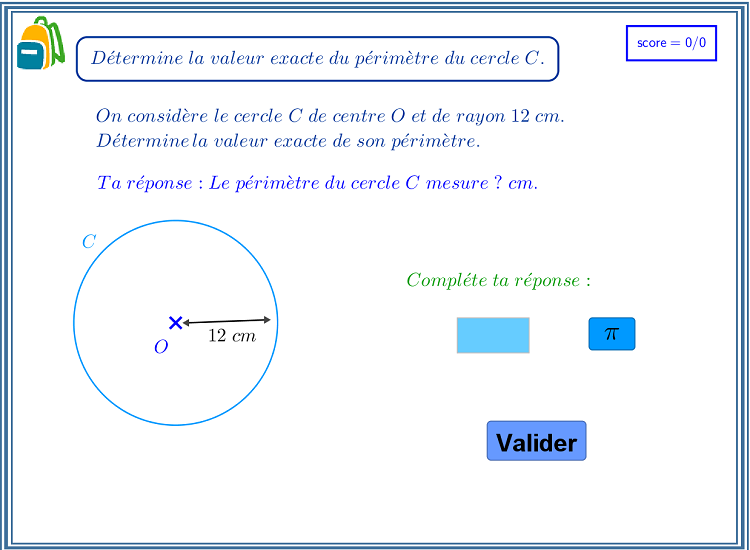 Détermine la valeur exacte du périmètre du cercle C.
score = 0/0
On considère le cercle C de centre O et de rayon 12 cm.
Détermine la valeur exacte de son périmètre.
Ta réponse : Le périmètre du cercle C mesure ? cm.
C
Compléte ta réponse :
12 cm
O
π
Valider